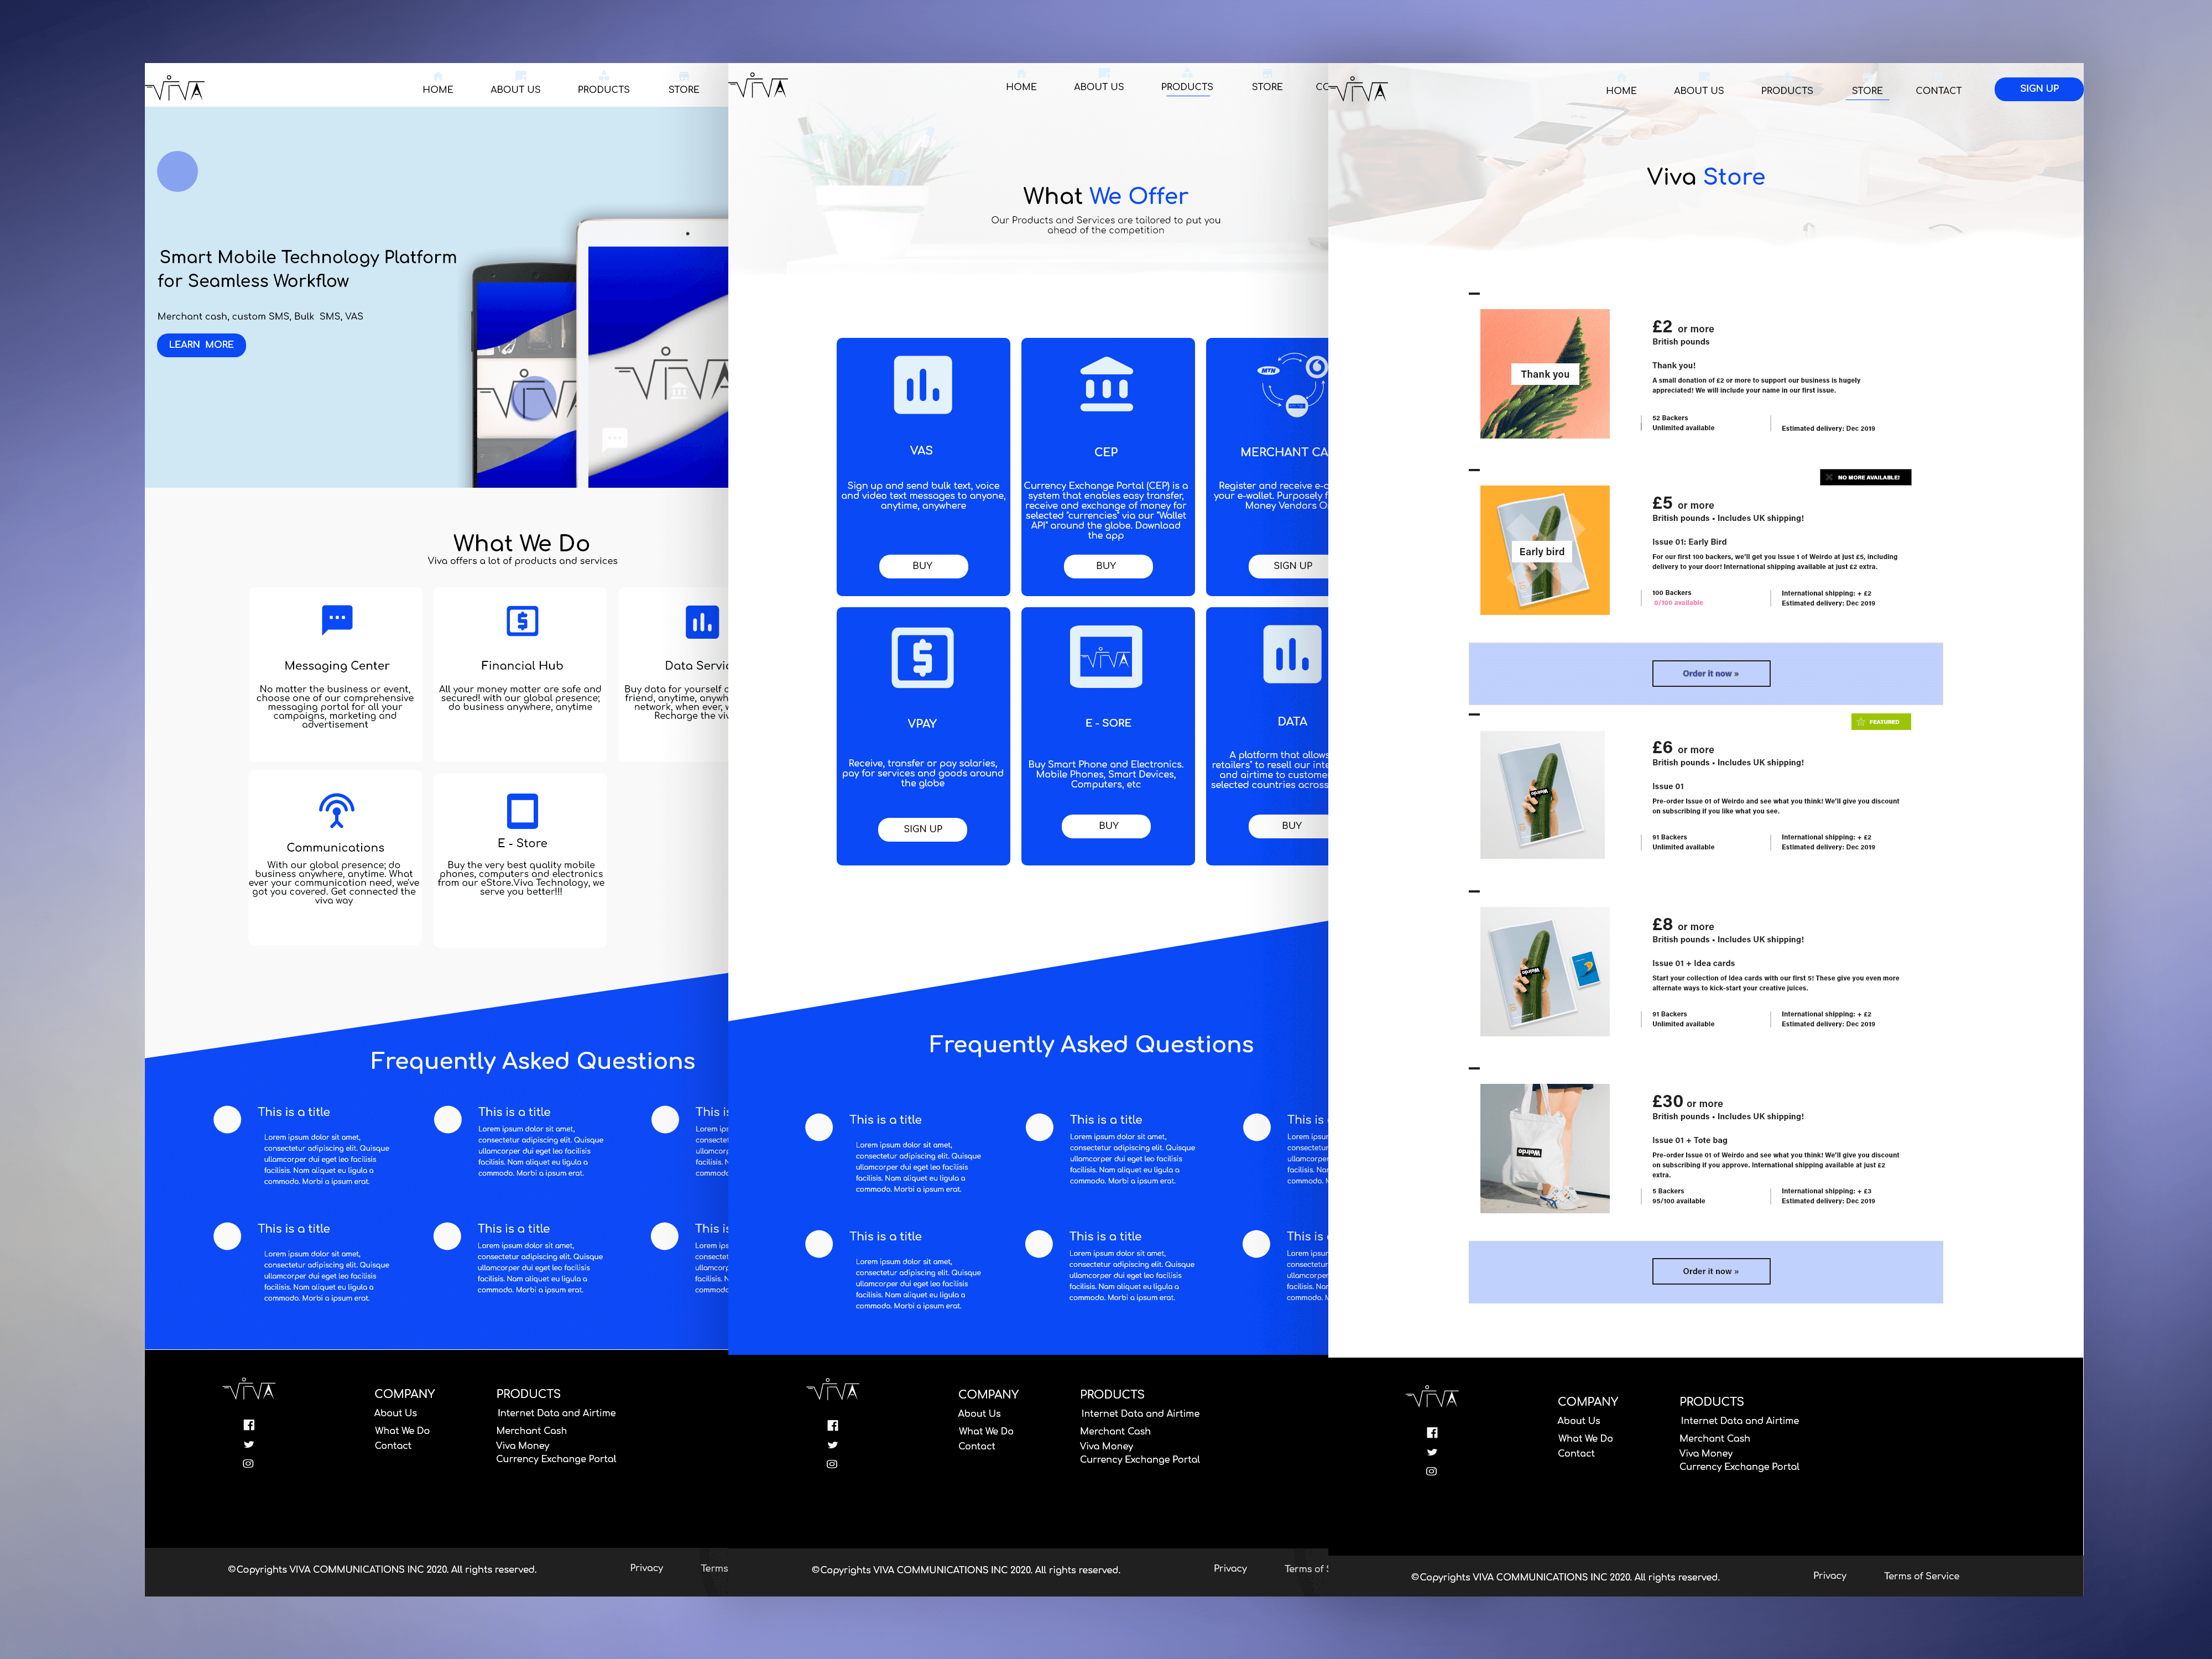 VIVA
HOME
ABOUT US
PRODUCTS
STORE
Smart Mobile Technology Platform
for Seamless Workflow
Merchant cash, custom SMS, Bulk SMS, VAS
LEARN MORE
VIVA
VIVA
What We Do
Viva offers a lot of products and services
Messaging Center
No matter the business or event,
choose one of our comprehensive
messaging portal for all your
campaigns, marketing and
advertisement
Financial Hub
All your money matter are safe and
secured! with our global presence;
do business anywhere, anytime
Data
Buy data for yourself
friend, anytime,
network, when ever,
Recharge the
Communications
With our global presence; do
business anywhere, anytime. What
ever your communication need, we've
got you covered. Get connected the
viva way
E - Store
Buy the very best quality mobile
phones, computers and electronics
from our eStore.Viva Technology, we
serve you better!!!
Frequently Asked Questions
This is a title
Lorem ipsum dolor sit amet,
consectetur adipiscing elit. Quisque
ullamcorper dui eget leo facilisis
facilisis. Nam aliquet eu ligula a
commodo. Morbi a ipsum erat.
This is a title
Lorem ipsum dolor sit amet,
consectetur adipiscing elit. Quisque
ullamcorper dui eget leo facilisis
facilisis. Nam aliquet eu ligula a
commodo. Morbi a ipsum erat.
This
Lorem
This is a title
Lorem ipsum dolor sit amet,
consectetur adipiscing elit. Quisque
ullamcorper dui eget leo facilisis
facilisis. Nam aliquet eu ligula a
commodo. Morbi a ipsum erat.
This is a title
Lorem ipsum dolor sit amet,
consectetur adipiscing elit. Quisque
ullamcorper dui eget leo facilisis
facilisis. Nam aliquet eu ligula a
commodo. Morbi a ipsum erat.
This
Lorem
VIVA
COMPANY
About Us
What We Do
Contact
PRODUCTS
Internet Data and Airtime
Merchant Cash
Viva Money
Currency Exchange Portal
©Copyrights VIVA COMMUNICATIONS INC 2020. All rights reserved.
Privacy
Terms
VIVA
HOME
ABOUT US
PRODUCTS
STORE
What We Offer
Our Products and Services are tailored to put you
ahead of the competition
VAS
Sign up and send bulk text, voice
and video text messages to anyone,
anytime, anywhere
BUY
CEP
Currency Exchange Portal (CEP) is a
system that enables easy transfer,
receive and exchange of money for
selected "currencies" via our "Wallet
API" around the globe. Download
the app
BUY
MTN
MERCHANT
Register and receive
your e-wallet. Purposely
Money Vendors
SIGN UP
VPAY
Receive, transfer or pay salaries,
pay for services and goods around
the globe
SIGN UP
VIVA
E - SORE
Buy Smart Phone and Electronics.
Mobile Phones, Smart Devices,
Computers, etc
BUY
DATA
A platform that allows
retailers" to resell our
and airtime to
selected countries across
BUY
Frequently Asked Questions
This is a title
Lorem ipsum dolor sit amet,
consectetur adipiscing elit. Quisque
ullamcorper dui eget leo facilisis
facilisis. Nam aliquet eu ligula a
commodo. Morbi a ipsum erat.
This is a title
Lorem ipsum dolor sit amet,
consectetur adipiscing elit. Quisque
ullamcorper dui eget leo facilisis
facilisis. Nam aliquet eu ligula a
commodo. Morbi a ipsum erat.
This is
Lorem
This is a title
Lorem ipsum dolor sit amet,
consectetur adipiscing elit. Quisque
ullamcorper dui eget leo facilisis
facilisis. Nam aliquet eu ligula a
commodo. Morbi a ipsum erat.
This is a title
Lorem ipsum dolor sit amet,
consectetur adipiscing elit. Quisque
ullamcorper dui eget leo facilisis
facilisis. Nam aliquet eu ligula a
commodo. Morbi a ipsum erat.
This is
Lorem
VIVA
COMPANY
About Us
What We Do
Contact
PRODUCTS
Internet Data and Airtime
Merchant Cash
Viva Money
Currency Exchange Portal
©Copyrights VIVA COMMUNICATIONS INC 2020. All rights reserved.
Privacy
Terms of
VIVA
HOME
ABOUT US
PRODUCTS
STORE
CONTACT
SIGN UP
Viva Store
Thank you
£2 or more
British pounds
Thank you!
A small donation of £2 or more to support our business is hugely
appreciated! We will include your name in our first issue.
52 Backers
Unlimited available
Estimated delivery: Dec 2019
NO MORE AVAILABLE!
Early bird
£5 or more
British pounds • Includes UK shipping!
Issue 01: Early Bird
For our first 100 backers, we'll get you Issue 1 of Weirdo at just £5, including
delivery to your door! International shipping available at just £2 extra.
100 Backers
0/100 available
International shipping: + £2
Estimated delivery: Dec 2019
Order it now »
FEATURED
Weirdo
£6 or more
British pounds • Includes UK shipping!
Issue 01
Pre-order Issue 01 of Weirdo and see what you think! We'll give you discount
on subscribing if you like what you see.
91 Backers
Unlimited available
International shipping: + £2
Estimated delivery: Dec 2019
Weirdo
£8 or more
British pounds • Includes UK shipping!
Issue 01 + Idea cards
Start your collection of Idea cards with our first 5! These give you even more
alternate ways to kick-start your creative juices.
91 Backers
Unlimited available
International shipping: + £2
Estimated delivery: Dec 2019
Weirdo
£30 or more
British pounds • Includes UK shipping!
Issue 01 + Tote bag
Pre-order Issue 01 of Weirdo and see what you think! We'll give you discount
on subscribing if you approve. International shipping available at just £2
extra.
5 Backers
95/100 available
International shipping: + £3
Estimated delivery: Dec 2019
Order it now »
VIVA
COMPANY
About Us
What We Do
Contact
PRODUCTS
Internet Data and Airtime
Merchant Cash
Viva Money
Currency Exchange Portal
©Copyrights VIVA COMMUNICATIONS INC 2020. All rights reserved.
Privacy
Terms of Service